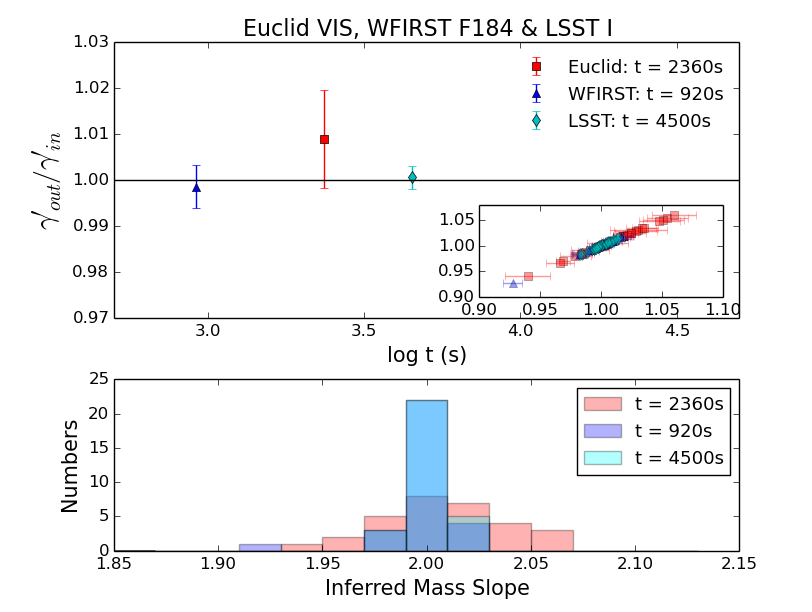 Euclid VIS, WFIRST F184 & LSST I
1.03
1.02
1.01
1.00
0.99
0.98
0.97
γ′out/γ′in
Euclid: t = 2360s
WFIRST: t = 920s
LSST: t = 4500s
1.05
1.00
0.95
0.90
0.90 0.95 1.00 1.05 1.10
3.0 3.5 4.0 4.5
log t (s)
25
20
15
10
5
0
Numbers
t = 2360s
t = 920s
t = 4500s
1.85 1.90 1.95 2.00 2.05 2.10 2.15
Inferred Mass Slope